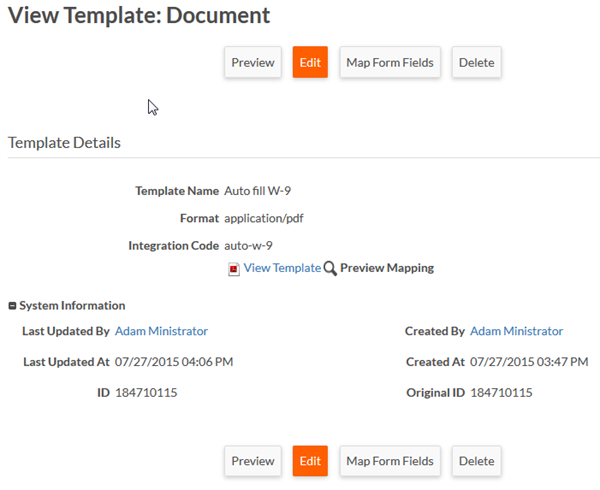 View Template: Document
Preview Edit Map Form Fields Delete
Template Details
Template Name Auto fill W-9
Format application/pdf
Integration Code auto-w-9
View Template Preview Mapping
System Information
Last Updated By Adam Ministrator Created By Adam Ministrator
Last Updated At 07/27/2015 04:06 PM Created At 07/27/2015 03:47 PM
ID 184710115 Original ID 184710115
Preview Edit Map Form Fields Delete